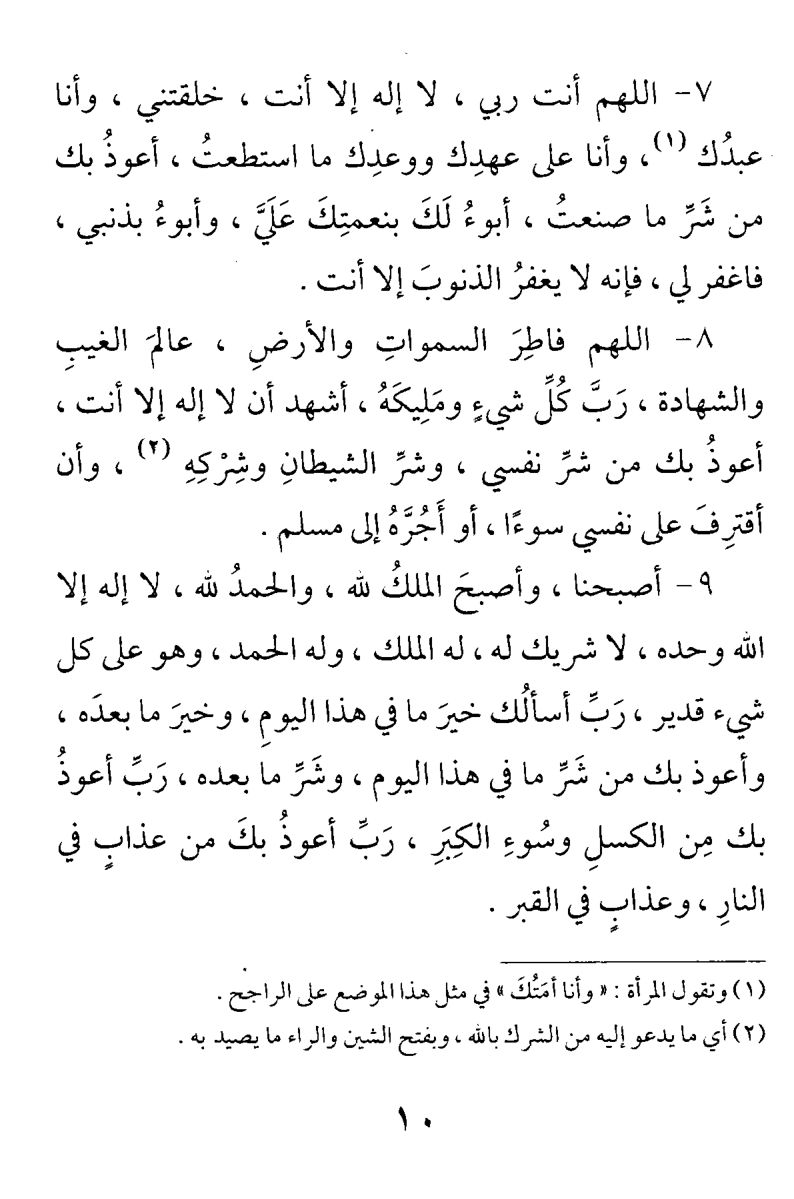 ٧- اللهم أنت ربي ، لا إله إلا أنت ، خلقتني ، وأنا
عبدُك (١)، وأنا على عهدِك ووعدِك ما استطعتُ ، أعوذُ بك
من شَرِّ ما صنعتُ ، أبوءُ لَكَ بنعمتِكَ عَلَيَّ ، وأبوءُ بذنبي ،
فاغفر لي ، فإنه لا يغفرُ الذنوبَ إلا أنت .
٨- اللهم فاطِرَ السمواتِ والأرضِ ، عالمَ الغيبِ
والشهادة ، رَبَّ كُلِّ شيءٍ ومَلِيكَهُ ، أشهد أن لا إله إلا أنت ،
أعوذُ بك من شرِّ نفسي ، وشرِّ الشيطانِ وشِرْكِهِ (٢) ، وأن
أقترِفَ على نفسي سوءًا ، أو أَجُرَّهُ إلى مسلم .
٩- أصبحنا ، وأصبحَ الملكُ لله ، والحمدُ لله ، لا إله إلا
الله وحده ، لا شريك له ، له الملك ، وله الحمد ، وهو على كل
شيء قدير ، رَبِّ أسألُك خيرَ ما في هذا اليومِ ، وخيرَ ما بعدَه ،
وأعوذ بك من شَرِّ ما في هذا اليوم ، وشَرِّ ما بعده ، رَبِّ أعوذُ
بك مِن الكسلِ وسُوءِ الكِبَرِ ، رَبِّ أعوذُ بكَ من عذابٍ في
النارِ ، وعذابٍ في القبر .
(١) وتقول المرأة : « وأنا أمَتُكَ » في مثل هذا الموضع على الراجح .
(٢) أي ما يدعو إليه من الشرك بالله ، وبفتح الشين والراء ما يصيد به .
١٠